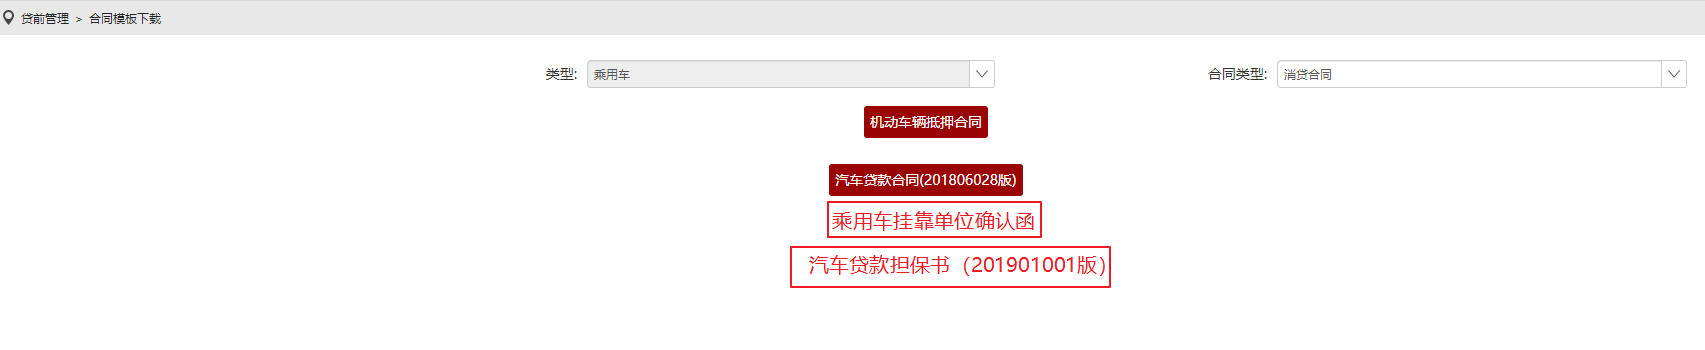 贷前管理 > 合同模板下载
类型: 乘用车 合同类型: 消贷合同
机动车辆抵押合同
汽车贷款合同(201806028版)
乘用车挂靠单位确认函
汽车贷款担保书（201901001版）